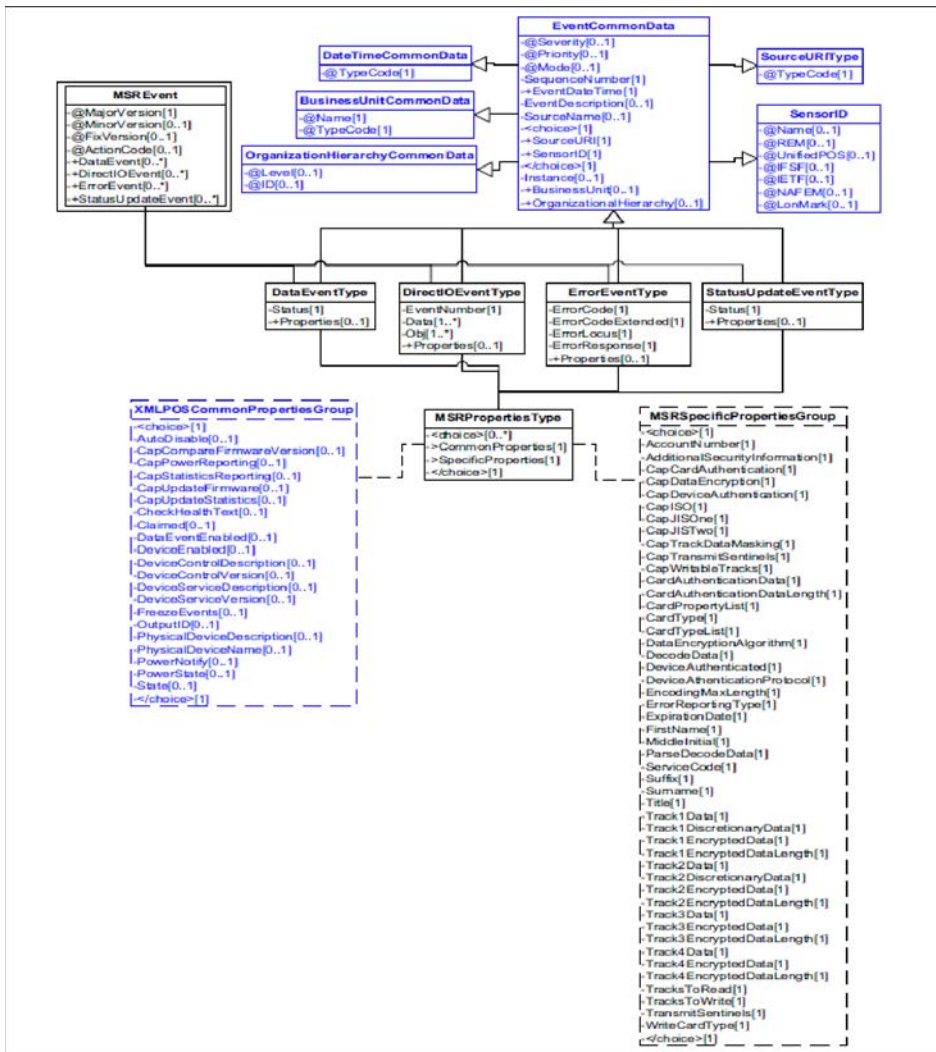 EventCommonData
-@Severity[0..1]
-@Priority[0..1]
-@Mode[0..1]
-SequenceNumber[1]
-+EventDateTime[1]
-EventDescription[0..1]
-SourceName[0..1]
-<choice>[1]
-+SourceURI[1]
-+SensorID[1]
-</choice>[1]
-Instance[0..1]
-+BusinessUnit[0..1]
-+OrganizationalHierarchy[0..1]
DateTimeCommonData
-@TypeCode[1]
BusinessUnitCommonData
-@Name[1]
-@TypeCode[1]
OrganizationHierarchyCommonData
-@Level[0..1]
-@ID[0..1]
SourceURIType
-@TypeCode[1]
SensorID
-@Name[0..1]
-@REM[0..1]
-@UnifiedPOS[0..1]
-@IFSF[0..1]
-@IETF[0..1]
-@NAFEM[0..1]
-@LonMark[0..1]
MSREvent
-@MajorVersion[1]
-@MinorVersion[0..1]
-@FixVersion[0..1]
-@ActionCode[1]
-+DataEvent[0..*]
-+DirectIOEvent[0..*]
-+ErrorEvent[0..*]
-+StatusUpdateEvent[0..*]
DataEventType
-Status[1]
-+Properties[0..1]
DirectIOEventType
-EventNumber[1]
-Data[1..*]
-Obj[1..*]
-+Properties[0..1]
ErrorEventType
-ErrorCode[1]
-ErrorCodeExtended[1]
-ErrorLocus[1]
-ErrorResponse[1]
-+Properties[0..1]
StatusUpdateEventType
-Status[1]
-+Properties[0..1]
XMLPOSCommonPropertiesGroup
-<choice>[1]
-AutoDisable[0..1]
-CapCompareFirmwareVersion[0..1]
-CapPowerReporting[0..1]
-CapStatisticsReporting[0..1]
-CapUpdateFirmware[0..1]
-CapUpdateStatistics[0..1]
-CheckHealthText[0..1]
-Claimed[0..1]
-DataEventEnabled[0..1]
-DeviceEnabled[0..1]
-DeviceControlDescription[0..1]
-DeviceControlVersion[0..1]
-DeviceServiceDescription[0..1]
-DeviceServiceVersion[0..1]
-FreezeEvents[0..1]
-OutputID[0..1]
-PhysicalDeviceDescription[0..1]
-PhysicalDeviceName[0..1]
-PowerNotify[0..1]
-PowerState[0..1]
-State[0..1]
-</choice>[1]
MSRPropertiesType
-<choice>[0..*]
->CommonProperties[1]
->SpecificProperties[1]
-</choice>[1]
MSRSpecificPropertiesGroup
-<choice>[1]
-AccountNumber[1]
-AdditionalSecurityInformation[1]
-CapCardAuthentication[1]
-CapDataEncryption[1]
-CapDeviceAuthentication[1]
-CapISO[1]
-CapJISOne[1]
-CapJISTwo[1]
-CapTrackDataMasking[1]
-CapTransmitSentinels[1]
-CapWritableTracks[1]
-CardAuthenticationData[1]
-CardAuthenticationDataLength[1]
-CardPropertyList[1]
-CardType[1]
-CardTypeList[1]
-DataEncryptionAlgorithm[1]
-DecodeData[1]
-DeviceAuthenticated[1]
-DeviceAthenticationProtocol[1]
-EncodingMaxLength[1]
-ErrorReportingType[1]
-ExpirationDate[1]
-FirstName[1]
-MiddleInitial[1]
-ParseDecodeData[1]
-ServiceCode[1]
-Suffix[1]
-Surname[1]
-Title[1]
-Track1Data[1]
-Track1DiscretionaryData[1]
-Track1EncryptedData[1]
-Track1EncryptedDataLength[1]
-Track2Data[1]
-Track2DiscretionaryData[1]
-Track2EncryptedData[1]
-Track2EncryptedDataLength[1]
-Track3Data[1]
-Track3EncryptedData[1]
-Track3EncryptedDataLength[1]
-Track4Data[1]
-Track4EncryptedData[1]
-Track4EncryptedDataLength[1]
-TracksToRead[1]
-TracksToWrite[1]
-TransmitSentinels[1]
-WriteCardType[1]
-</choice>[1]